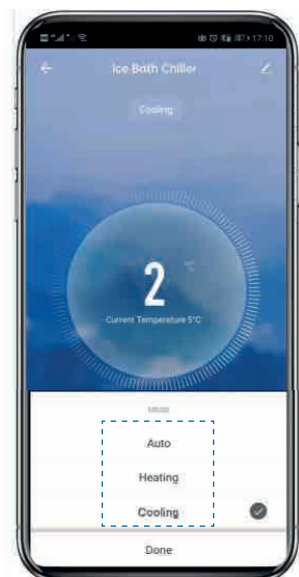 17:10
Ice Bath Chiller
Cooling
2 °C
Current Temperature 5°C
Mode
Auto
Heating
Cooling
Done